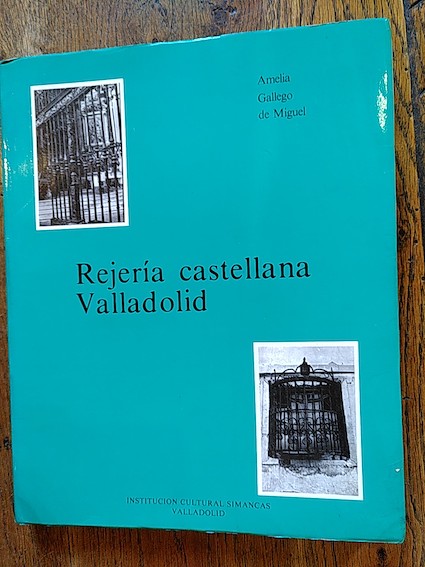 Amelia
Gallego
de Miguel
Rejería castellana
Valladolid
INSTITUCION CULTURAL SIMANCAS
VALLADOLID